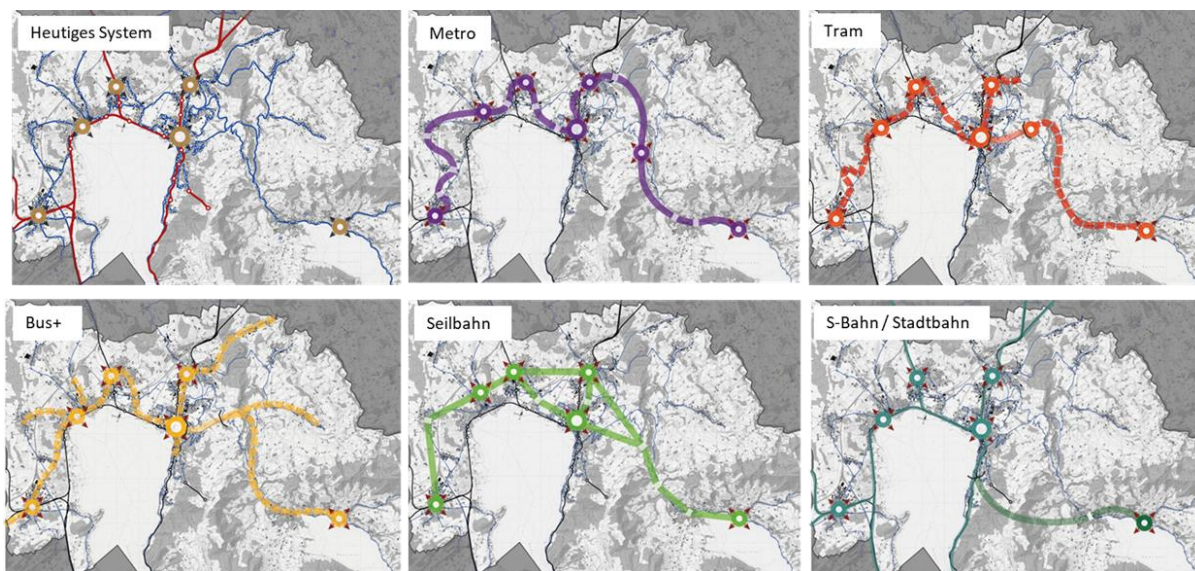 Heutiges System
Metro
Tram
Bus+
Seilbahn
S-Bahn / Stadtbahn